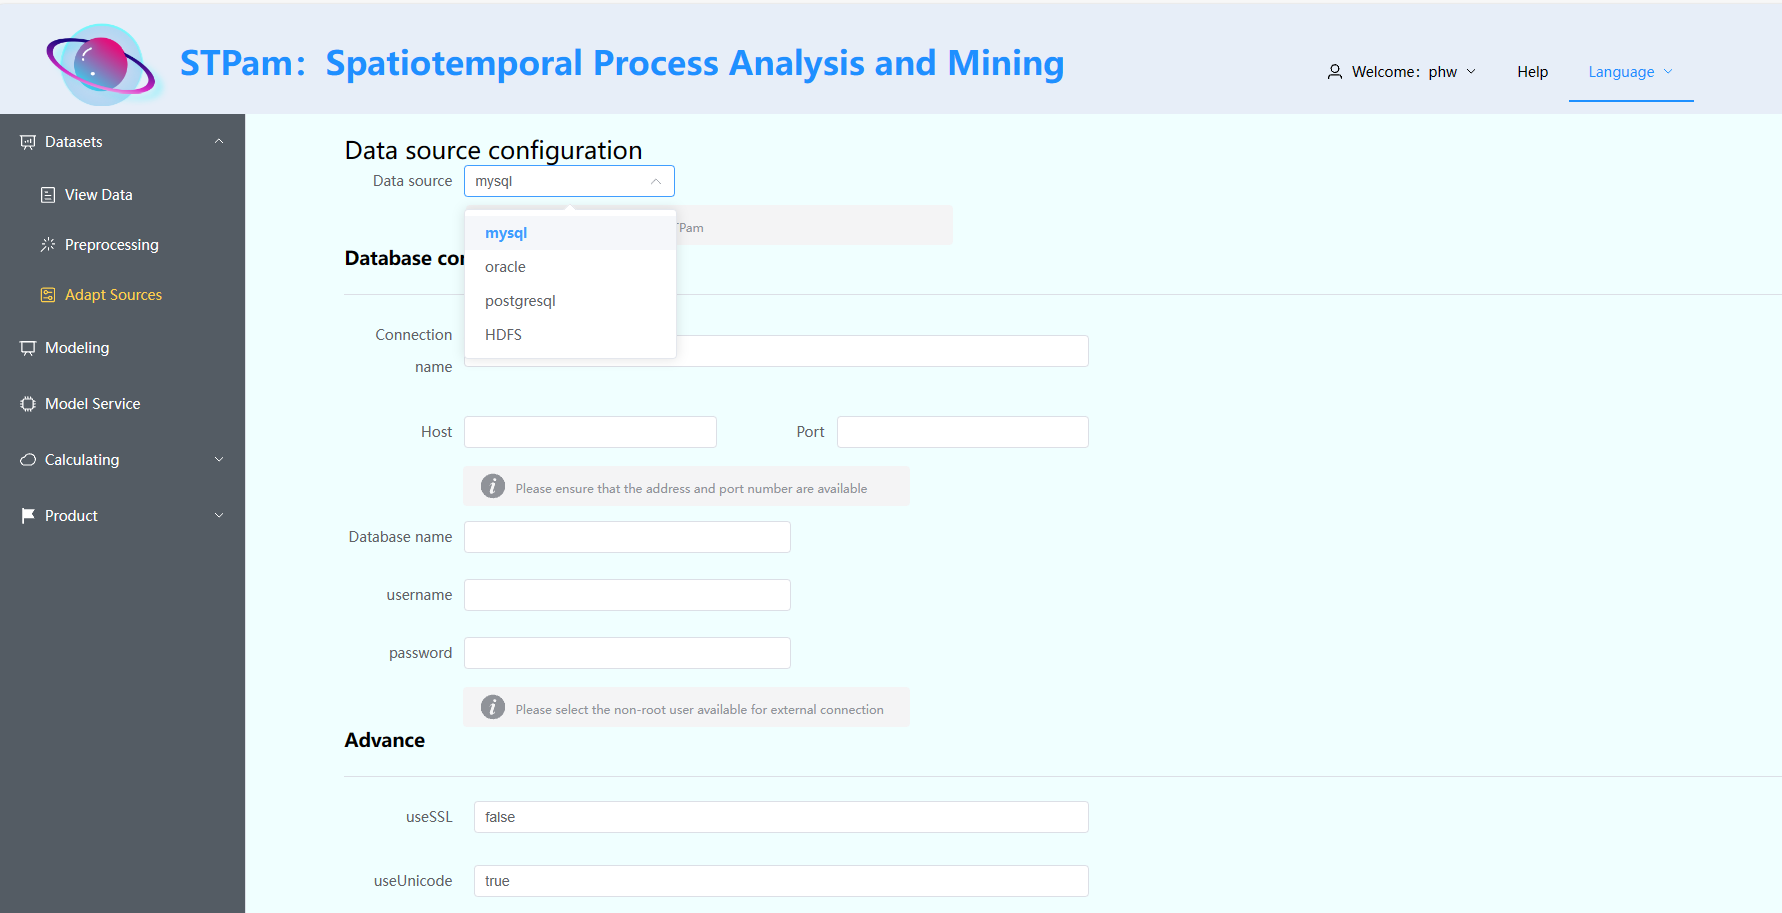 STPam：Spatiotemporal Process Analysis and Mining
Welcome：phw
Help
Language
Datasets
View Data
Preprocessing
Adapt Sources
Modeling
Model Service
Calculating
Product
Data source configuration
Data source
mysql
mysql
oracle
postgresql
HDFS
Pam
Database
Connection
name
Host
Port
Please ensure that the address and port number are available
Database name
username
password
Please select the non-root user available for external connection
Advance
useSSL
false
useUnicode
true